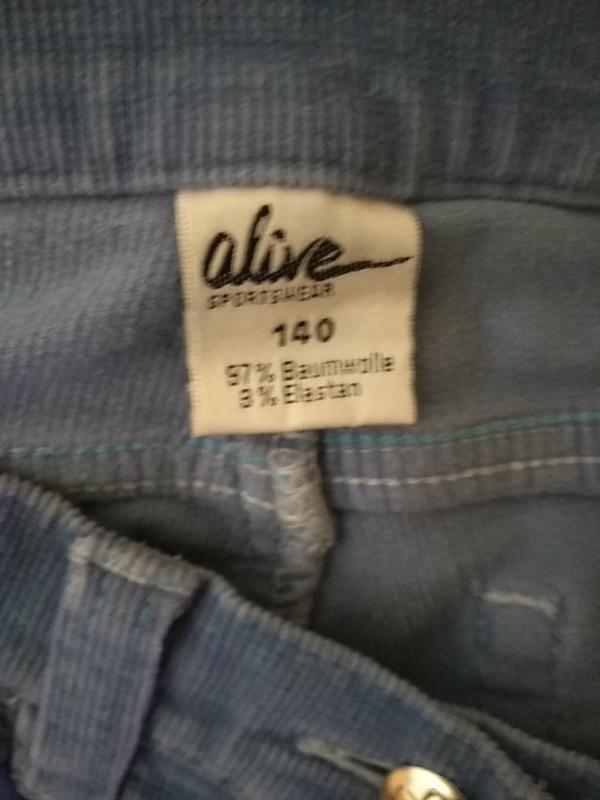 alive
SPORTSWEAR
140
97% Baumwolle
3% Elastan